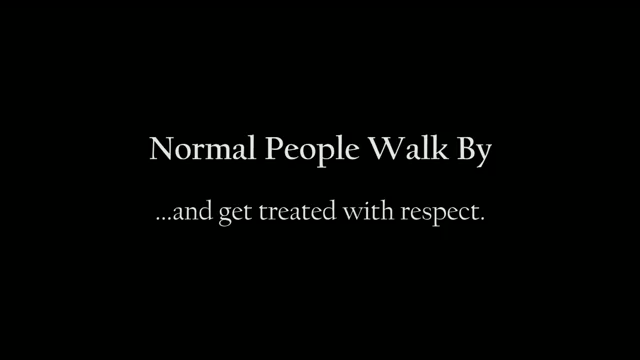 Normal People Walk By
...and get treated with respect.